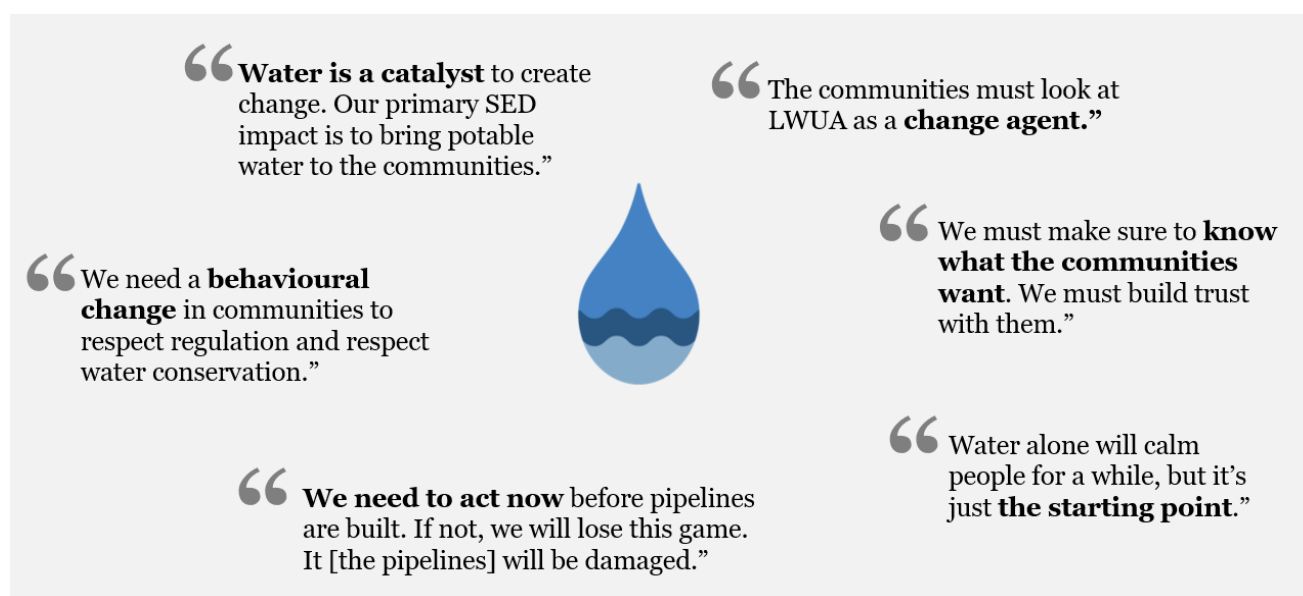 “Water is a catalyst to create
change. Our primary SED
impact is to bring potable
water to the communities.”
“The communities must look at
LWUA as a change agent.”
“We must make sure to know
what the communities
want. We must build trust
with them.”
“We need a behavioural
change in communities to
respect regulation and respect
water conservation.”
“Water alone will calm
people for a while, but it’s
just the starting point.”
“We need to act now before pipelines
are built. If not, we will lose this game.
It [the pipelines] will be damaged.”